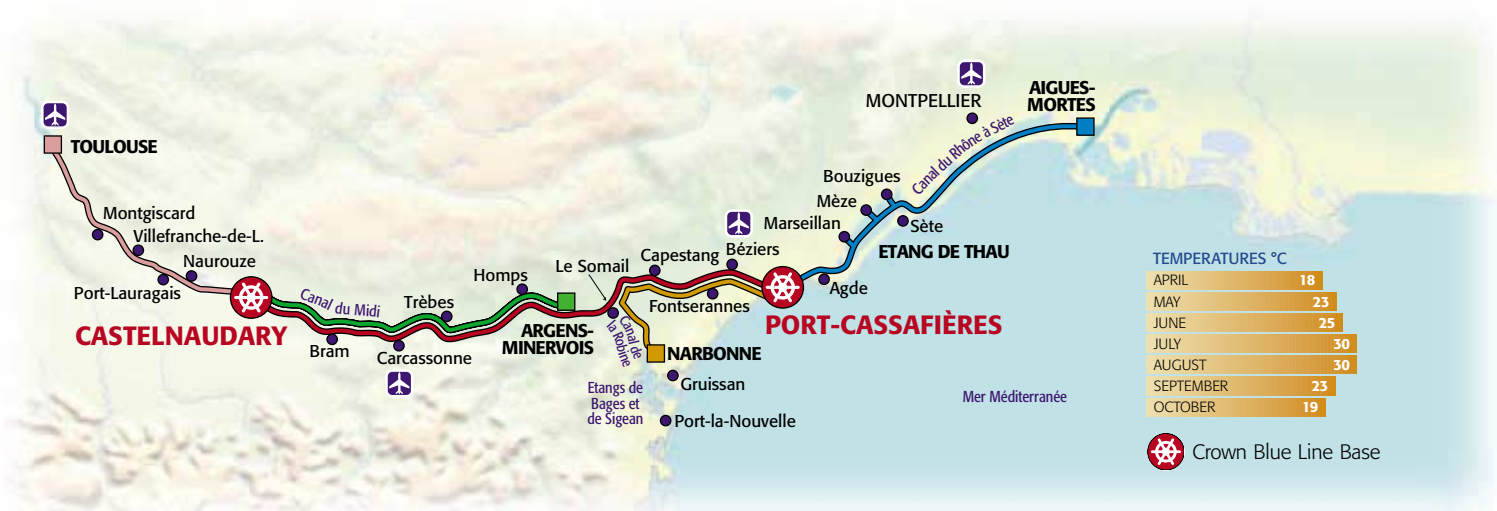 TOULOUSE
Montgiscard
Villefranche-de-L.
Port-Lauragais
Naurouze
CASTELNAUDARY
Canal du Midi
Bram
Trèbes
Carcassonne
Homps
ARGENS-
MINERVOIS
Le Somail
Canal de
la Robine
Capestang
Béziers
Fontserannes
NARBONNE
Gruissan
Port-la-Nouvelle
Etangs de
Bages et
de Sigean
PORT-CASSAFIÈRES
Agde
Marseillan
Mèze
Bouzigues
Sète
ETANG DE THAU
MONTPELLIER
Canal du Rhône à Sète
AIGUES-
MORTES
Mer Méditerranée
TEMPERATURES °C
APRIL 18
MAY 23
JUNE 25
JULY 30
AUGUST 30
SEPTEMBER 23
OCTOBER 19
Crown Blue Line Base